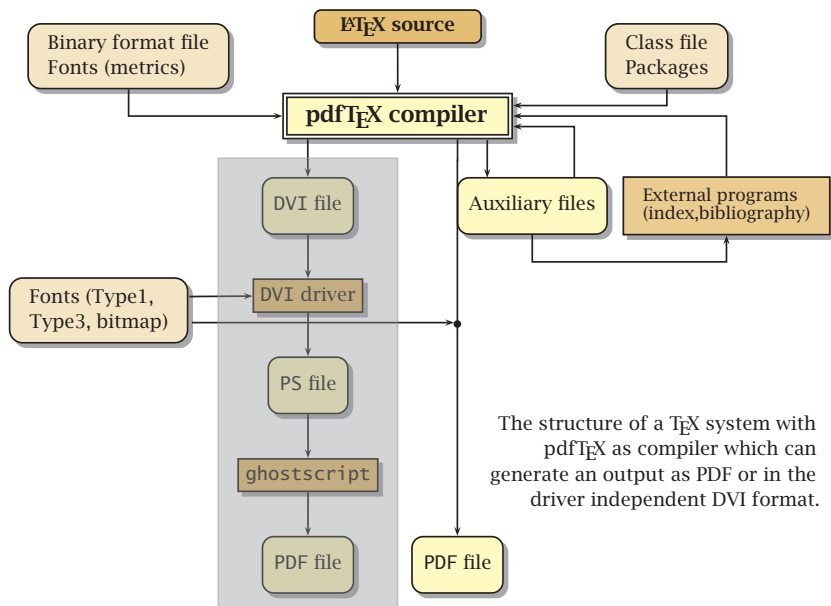 LATEX source
Binary format file
Fonts (metrics)
Class file
Packages
pdfTEX compiler
DVI file
Auxiliary files
External programs
(index,bibliography)
Fonts (Type1,
Type3, bitmap)
DVI driver
PS file
ghostscript
PDF file
PDF file
The structure of a TEX system with
pdfTEX as compiler which can
generate an output as PDF or in the
driver independent DVI format.